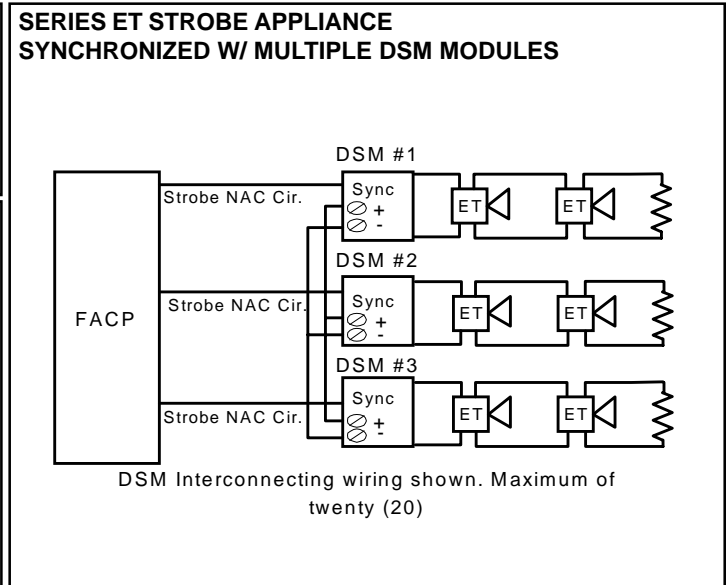 SERIES ET STROBE APPLIANCE
SYNCHRONIZED W/ MULTIPLE DSM MODULES
DSM #1
Strobe NAC Cir.
Sync
+
-
ET
ET
DSM #2
Strobe NAC Cir.
Sync
+
-
ET
ET
FACP
DSM #3
Strobe NAC Cir.
Sync
+
-
ET
ET
DSM Interconnecting wiring shown. Maximum of
twenty (20)